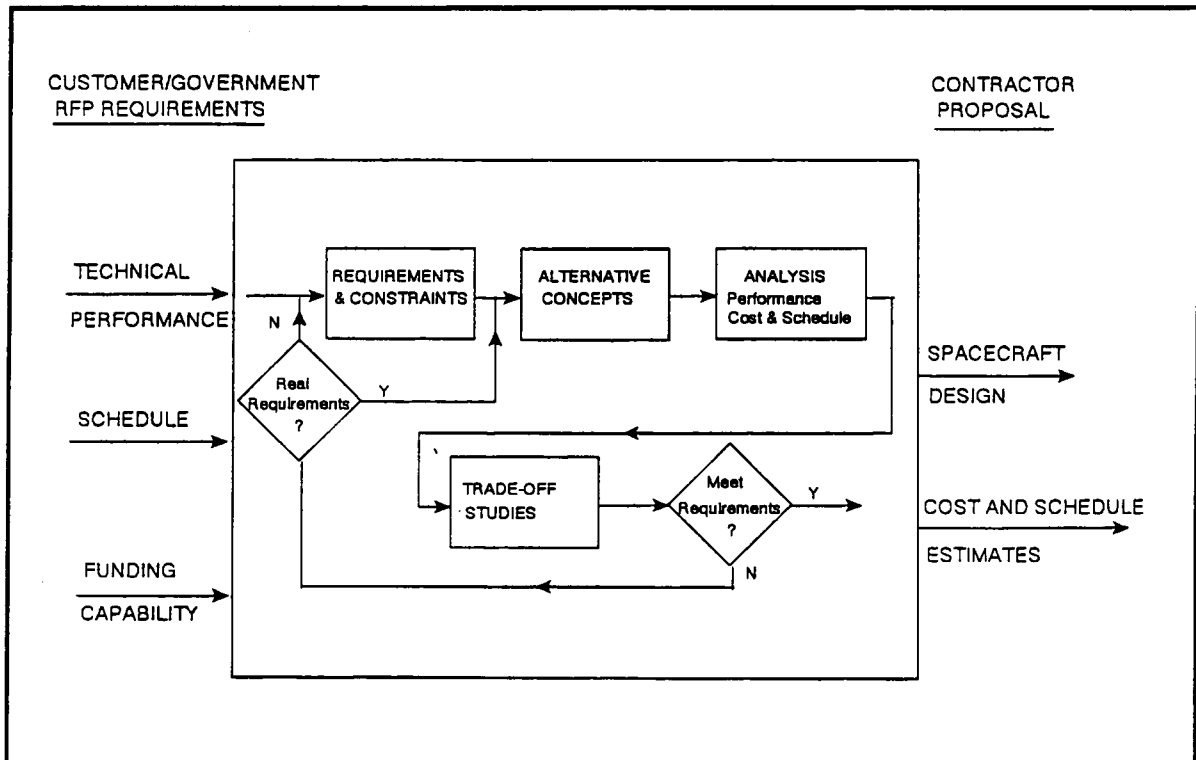 CUSTOMER/GOVERNMENT
RFP REQUIREMENTS
CONTRACTOR
PROPOSAL
TECHNICAL
PERFORMANCE
SCHEDULE
FUNDING
CAPABILITY
REQUIREMENTS
& CONSTRAINTS
ALTERNATIVE
CONCEPTS
ANALYSIS
Performance
Cost & Schedule
N
Real
Requirements
?
Y
TRADE-OFF
STUDIES
Meet
Requirements
?
Y
N
SPACECRAFT
DESIGN
COST AND SCHEDULE
ESTIMATES